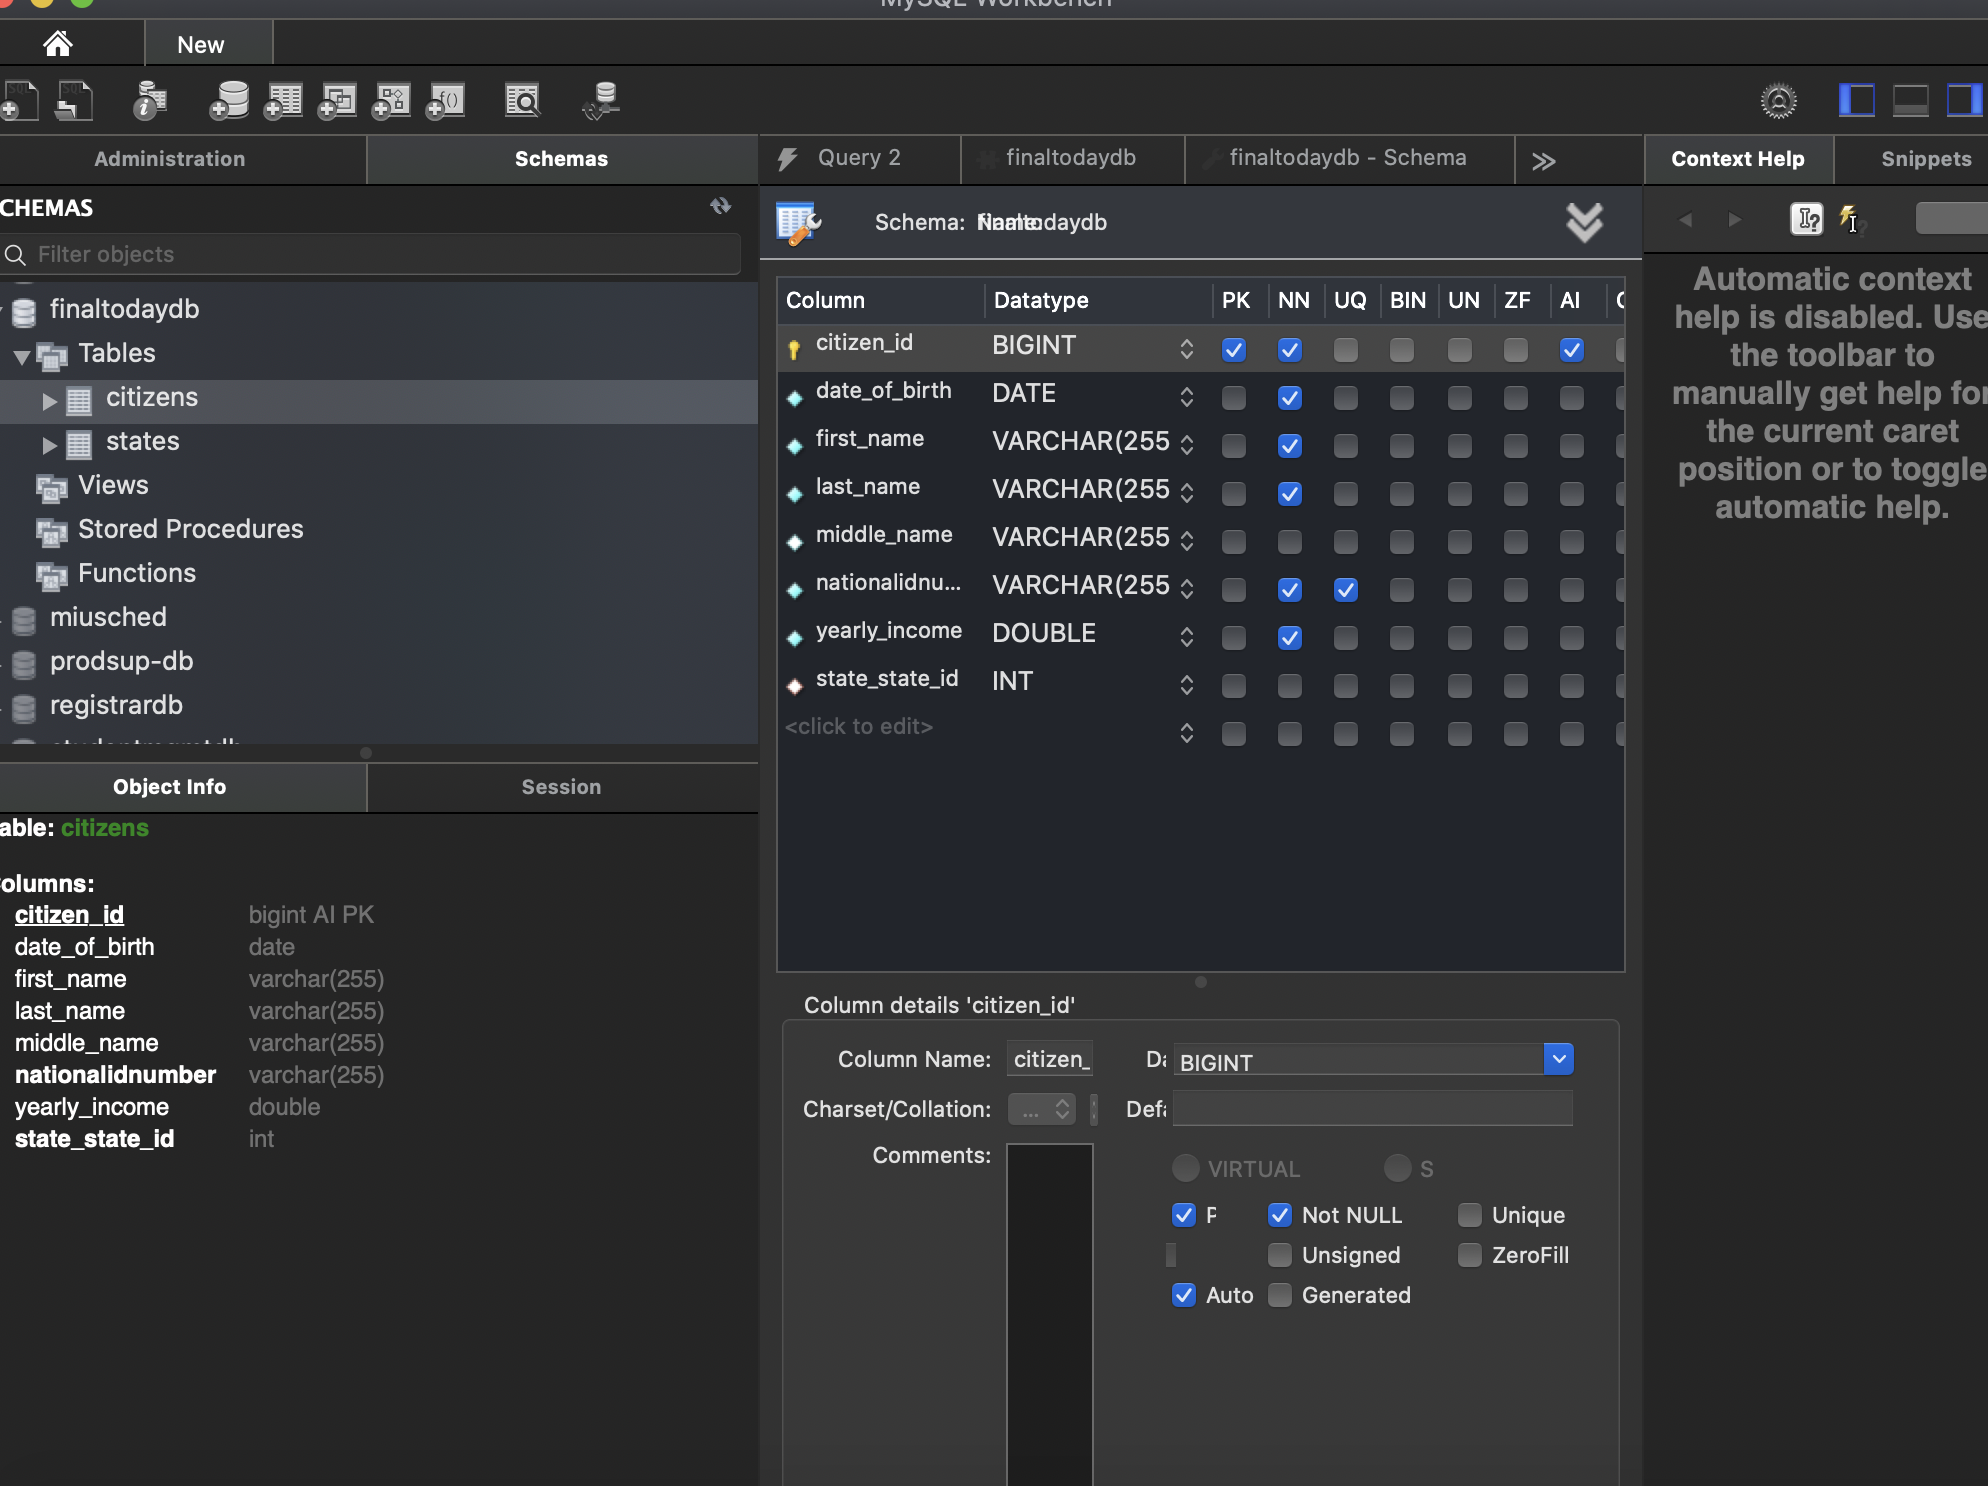 MySQL Workbench
New
Administration
Schemas
CHEMAS
Filter objects
finaltodaydb
Tables
citizens
states
Views
Stored Procedures
Functions
miusched
prodsup-db
registrardb
Object Info
Session
able: citizens
olumns:
citizen_id bigint AI PK
date_of_birth date
first_name varchar(255)
last_name varchar(255)
middle_name varchar(255)
nationalidnumber varchar(255)
yearly_income double
state_state_id int
Query 2
finaltodaydb
finaltodaydb - Schema
Schema: finaltodaydb
Column Datatype PK NN UQ BIN UN ZF AI
citizen_id BIGINT
date_of_birth DATE
first_name VARCHAR(255
last_name VARCHAR(255
middle_name VARCHAR(255
nationalidnu... VARCHAR(255
yearly_income DOUBLE
state_state_id INT
<click to edit>
Column details 'citizen_id'
Column Name: citizen_ Da BIGINT
Charset/Collation: ... Defa
Comments:
VIRTUAL S
P Not NULL Unique
Unsigned ZeroFill
Auto Generated
Context Help
Snippets
Automatic context
help is disabled. Use
the toolbar to
manually get help for
the current caret
position or to toggle
automatic help.